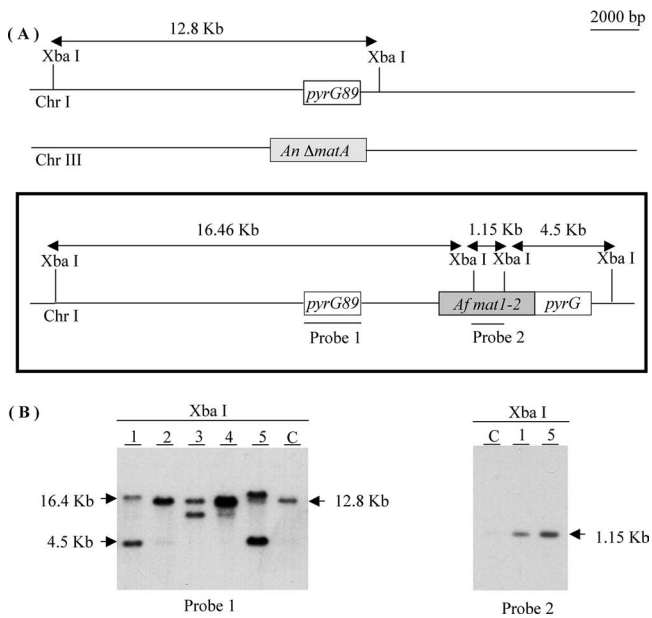 2000 bp
( A )
12.8 Kb
Xba I Xba I
pyrG89
Chr I
An ΔmatA
Chr III
16.46 Kb 1.15 Kb 4.5 Kb
Xba I Xba I Xba I Xba I
pyrG89 Af mat1-2 pyrG
Chr I
Probe 1 Probe 2
( B )
Xba I Xba I
1 2 3 4 5 C C 1 5
16.4 Kb 12.8 Kb
4.5 Kb 1.15 Kb
Probe 1 Probe 2